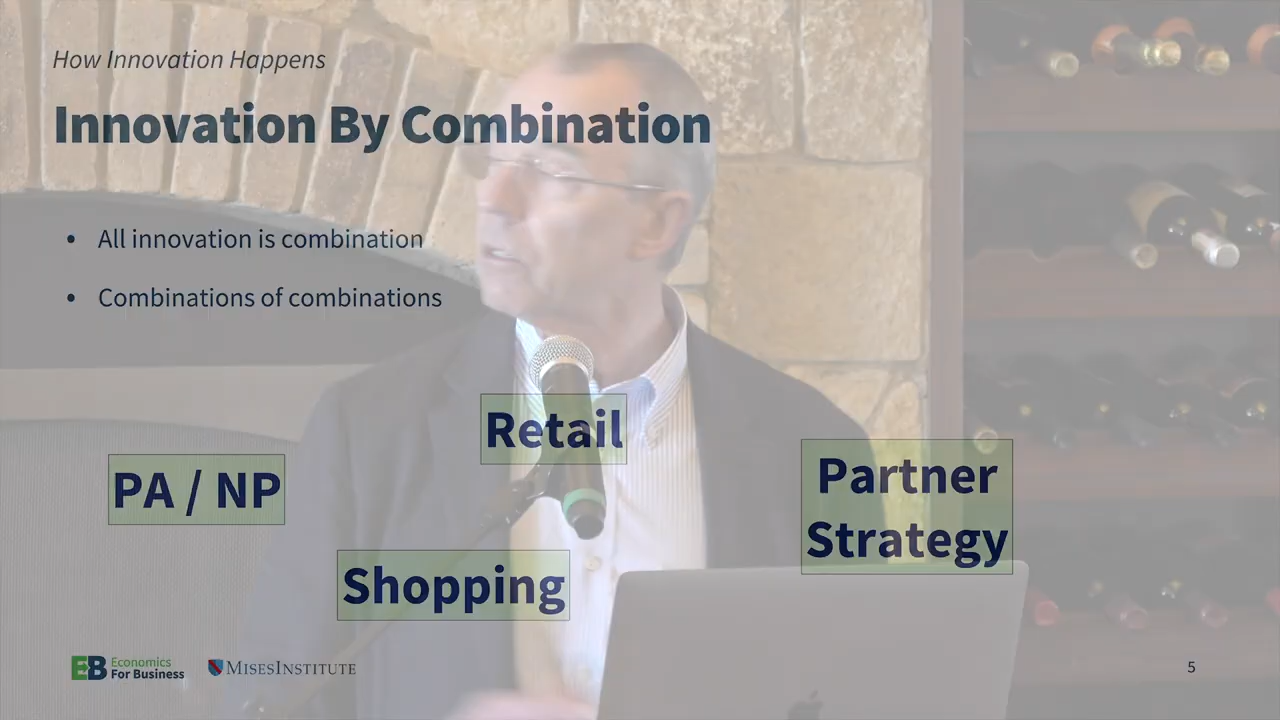 How Innovation Happens
Innovation By Combination
• All innovation is combination
• Combinations of combinations
Retail
PA / NP
Partner
Strategy
Shopping
EB Economics
For Business
MISESINSTITUTE
5